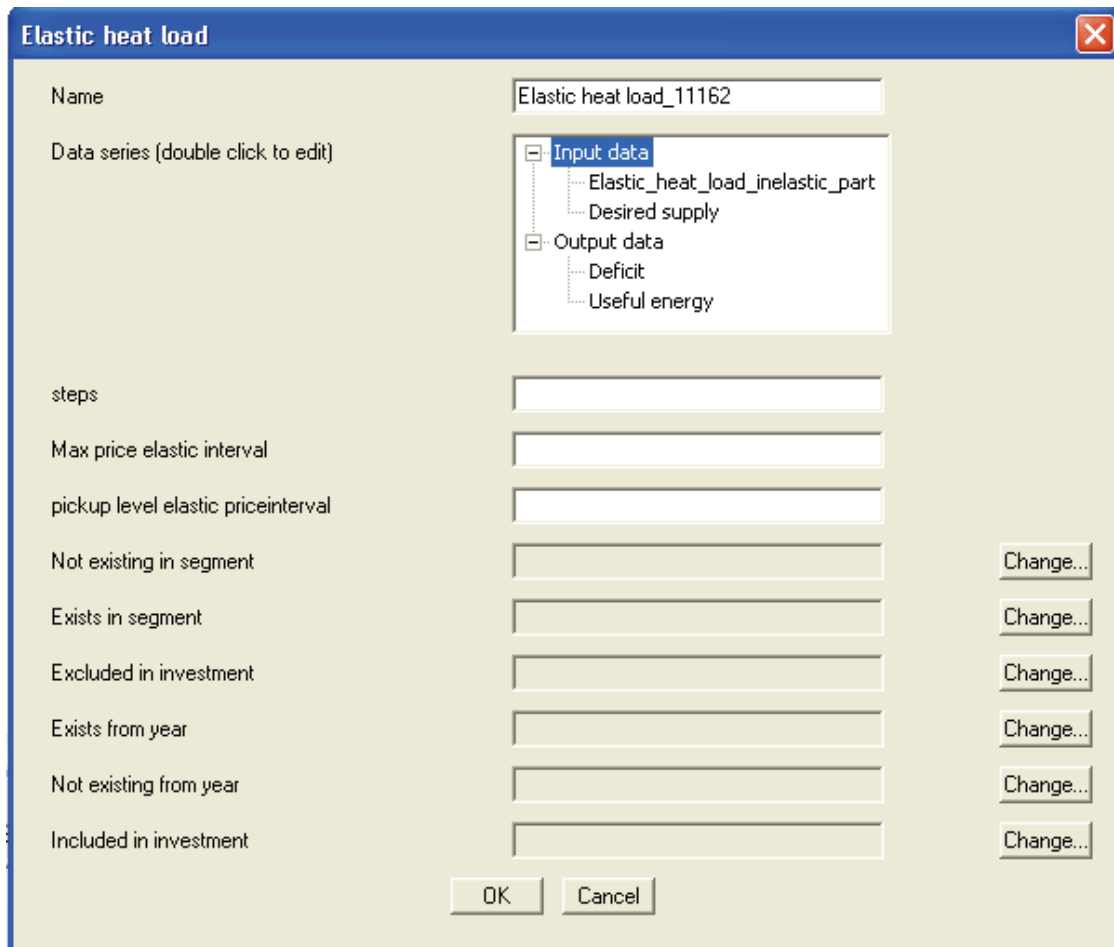 Elastic heat load
Name Elastic heat load_11162
Data series (double click to edit) Input data
Elastic_heat_load_inelastic_part
Desired supply
Output data
Deficit
Useful energy
steps
Max price elastic interval
pickup level elastic priceinterval
Not existing in segment Change...
Exists in segment Change...
Excluded in investment Change...
Exists from year Change...
Not existing from year Change...
Included in investment Change...
OK Cancel